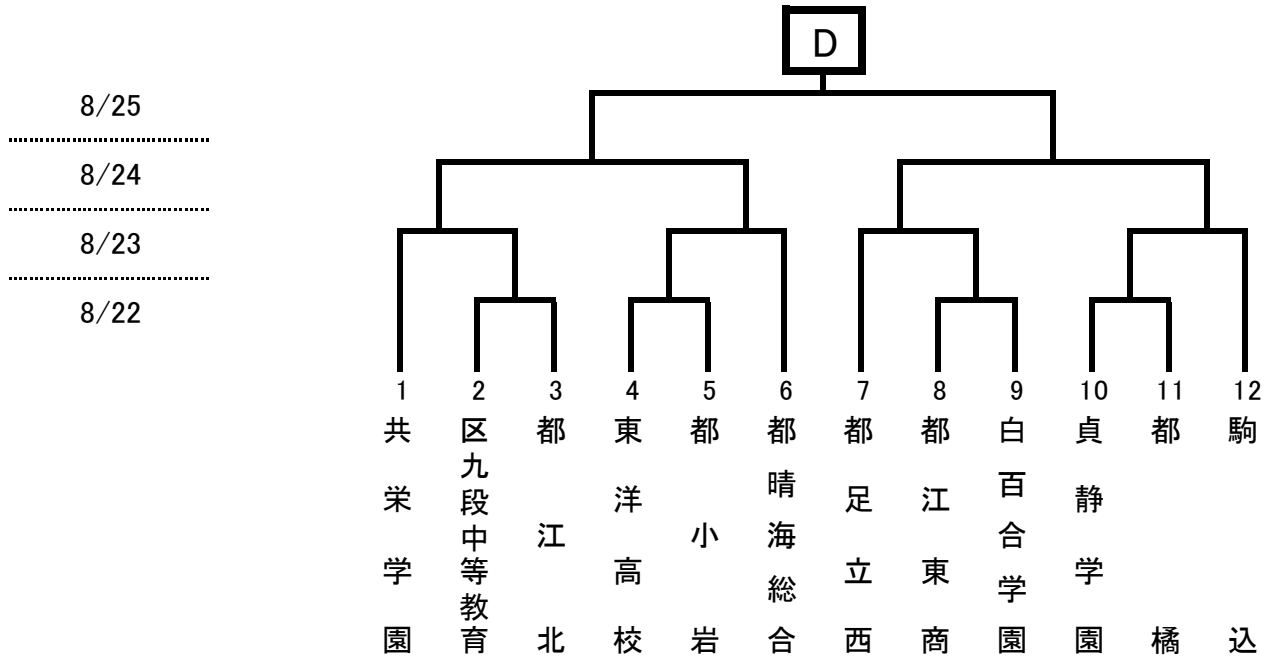 D
8/25
8/24
8/23
8/22
1
2
3
4
5
6
7
8
9
10
11
12
共栄学園
区九段中等教育
都江北
東洋高校
都小岩
都晴海総合
都足立西
都江東商
白百合学園
貞静学園
都橘
駒込